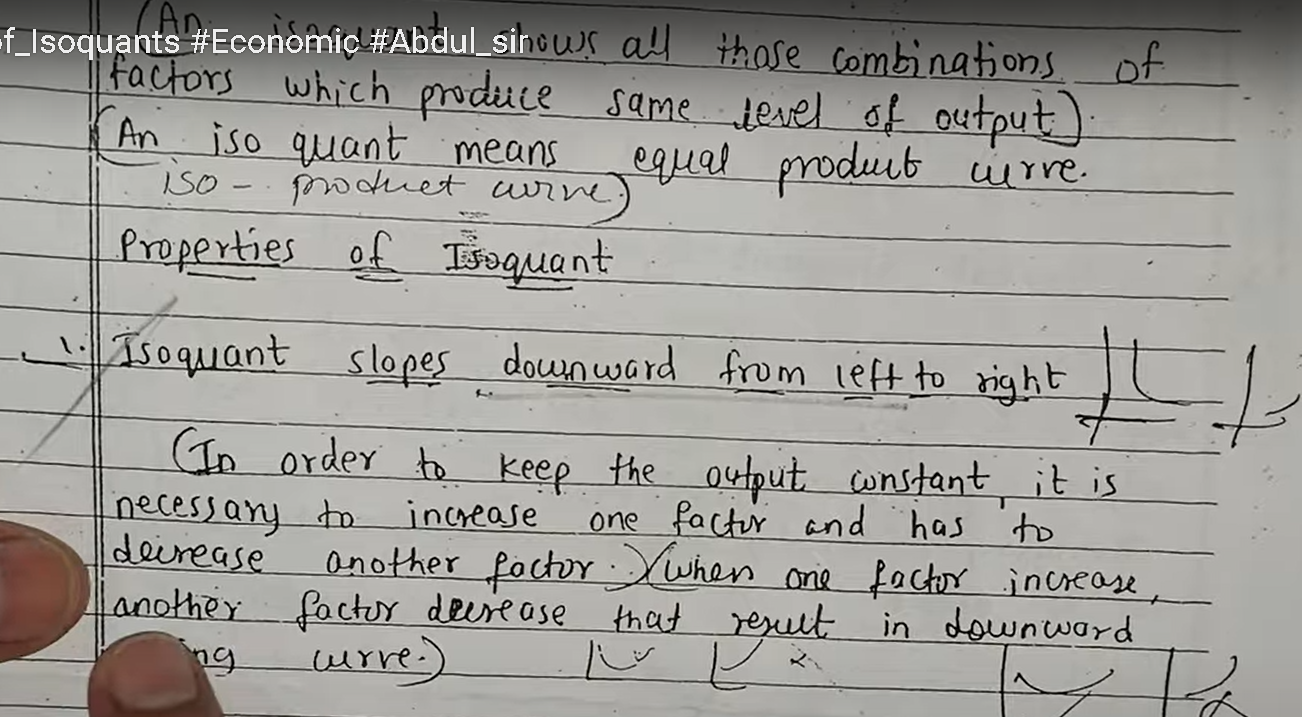 of_Isoquants #Economic #Abdul_sir
(An isoquant shows all those combinations of
factors which produce same level of output).
(An iso quant means equal product curve.
iso - product curve)
Properties of Isoquant
1. Isoquant slopes downward from left to right
(In order to keep the output constant, it is
necessary to increase one factor and has to
decrease another factor.) (when one factor increase,
another factor decrease that result in downward
curve.)